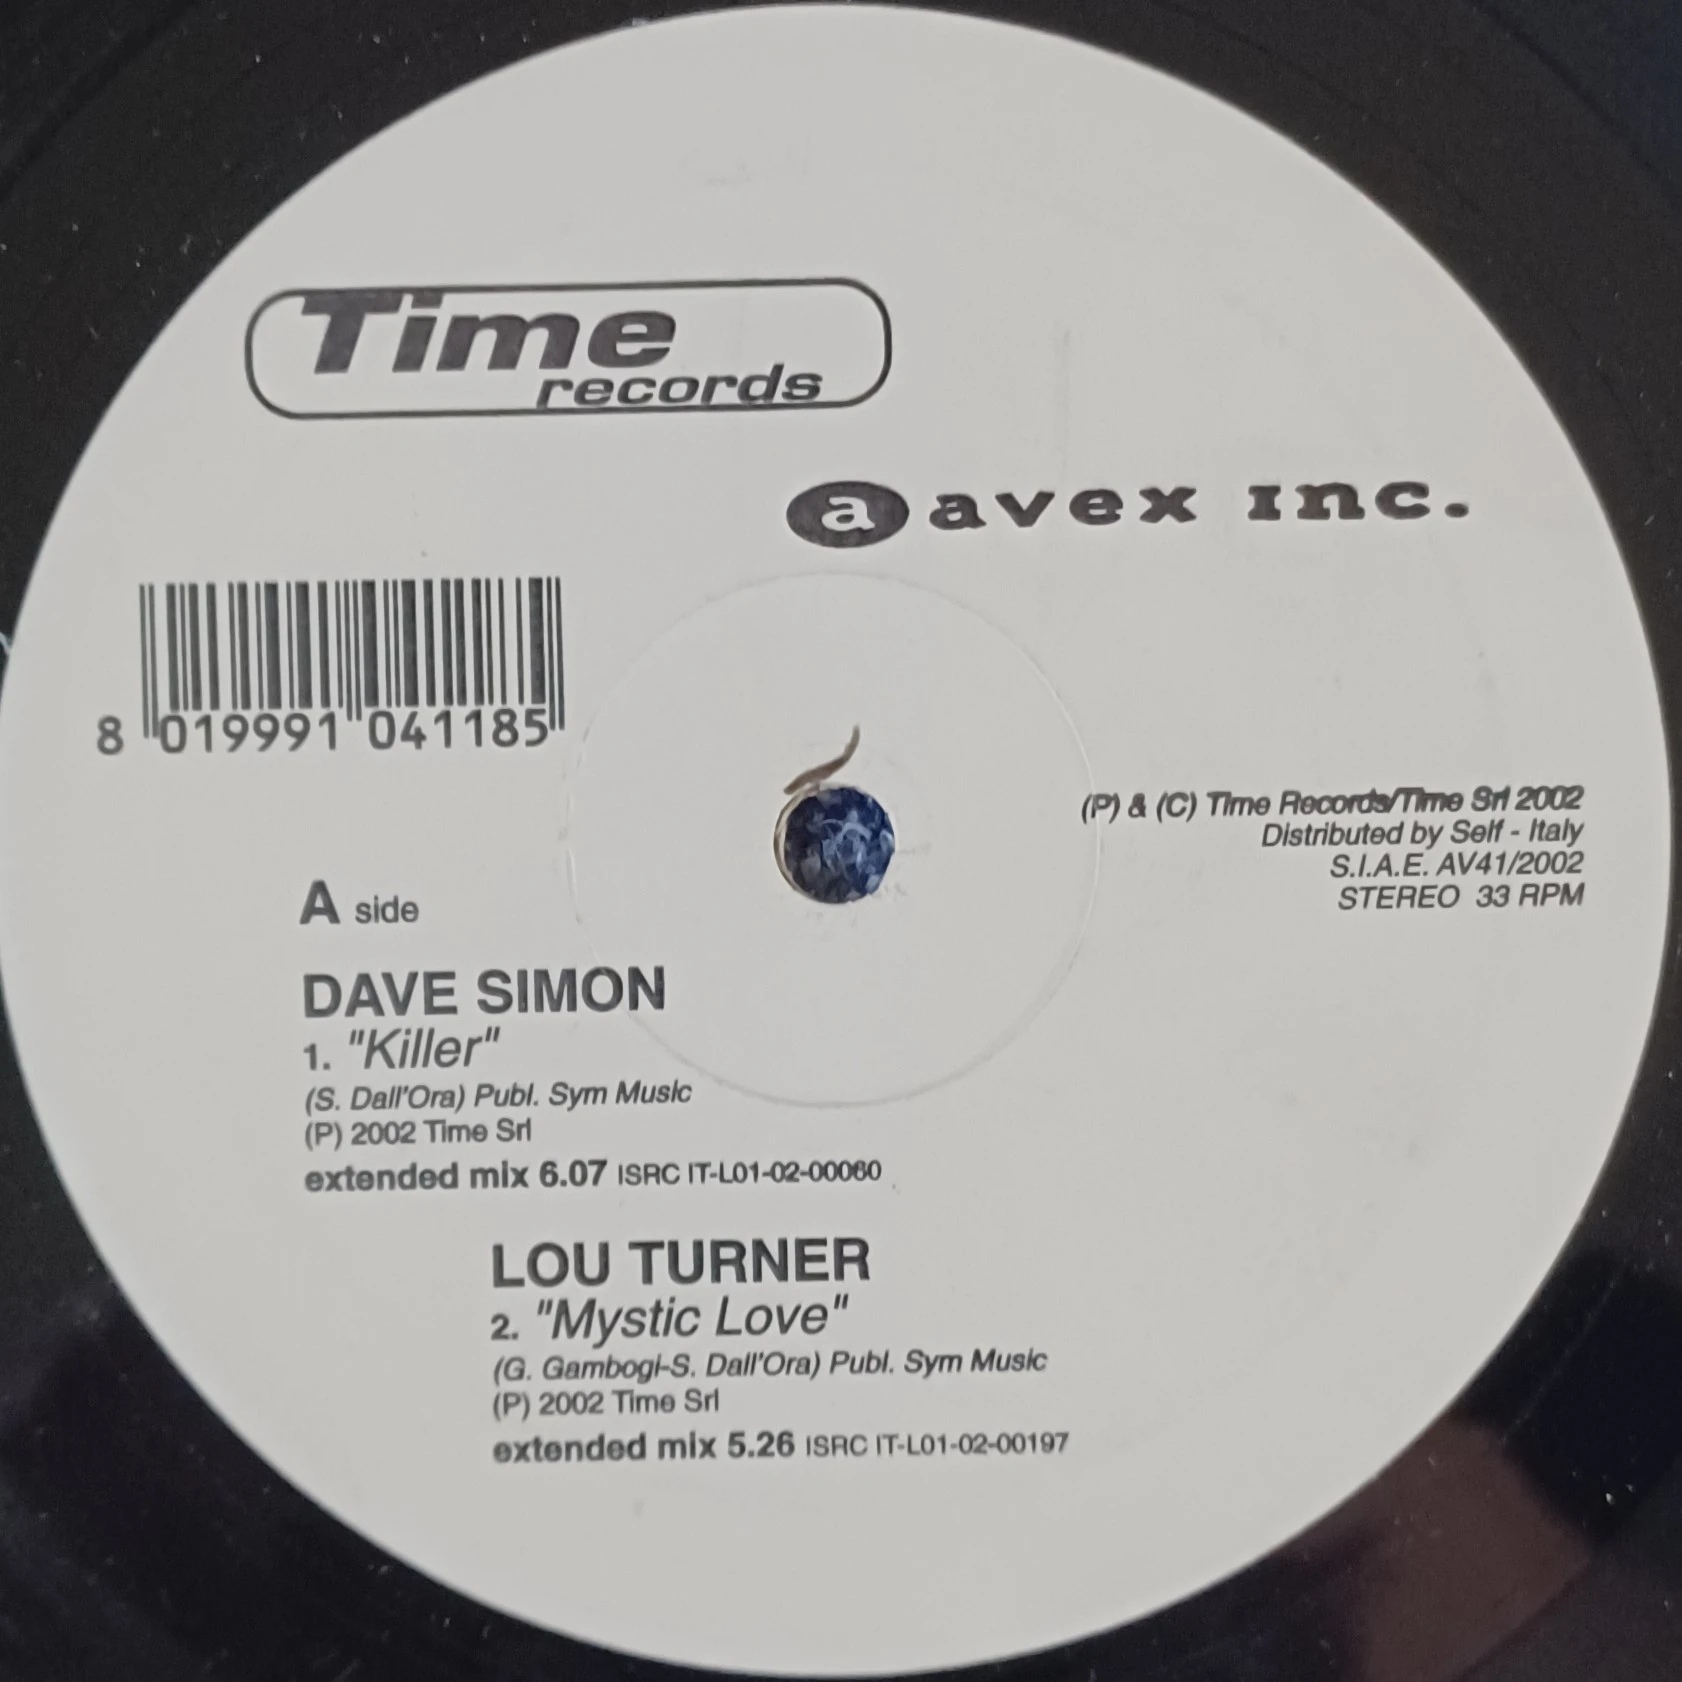 Time
records
a avex inc.
8 019991 041185
(P) & (C) Time Records/Time Srl 2002
Distributed by Self - Italy
S.I.A.E. AV41/2002
STEREO 33 RPM
A side
DAVE SIMON
1. "Killer"
(S. Dall'Ora) Publ. Sym Music
(P) 2002 Time Srl
extended mix 6.07 ISRC IT-L01-02-00060
LOU TURNER
2. "Mystic Love"
(G. Gambogi-S. Dall'Ora) Publ. Sym Music
(P) 2002 Time Srl
extended mix 5.26 ISRC IT-L01-02-00197